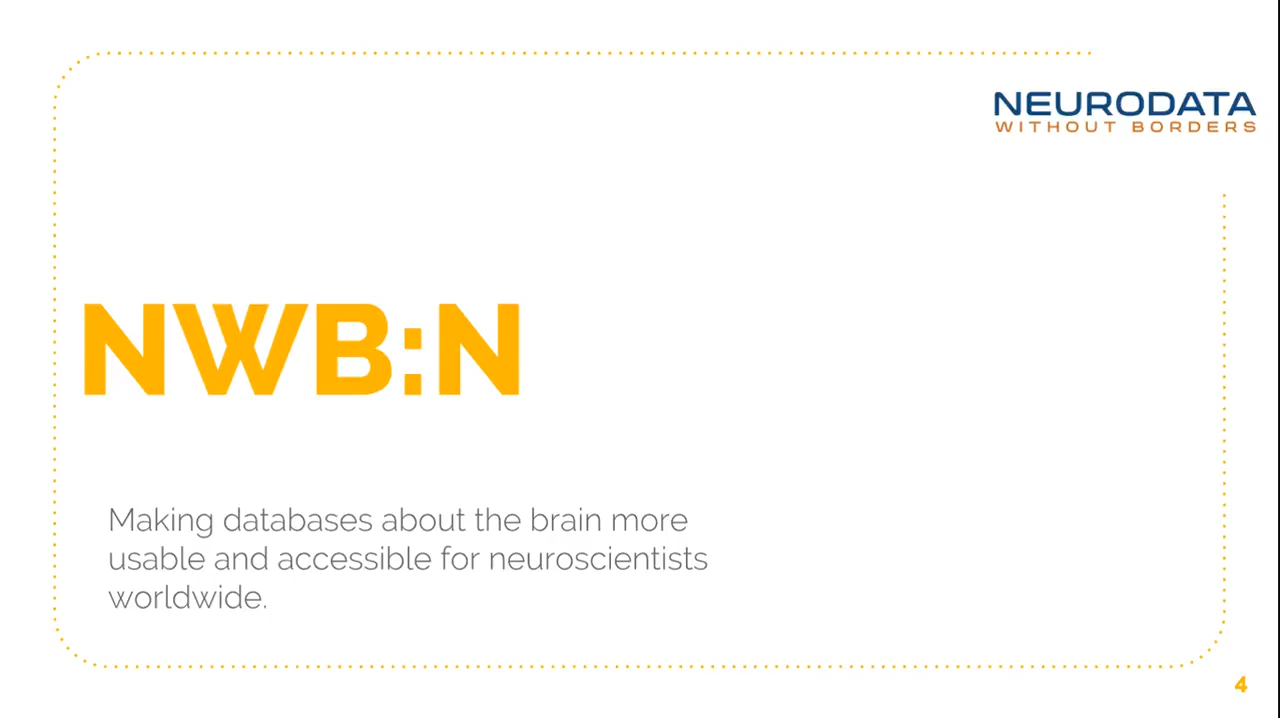 NEURODATA
WITHOUT BORDERS
NWB:N
Making databases about the brain more
usable and accessible for neuroscientists
worldwide.
4